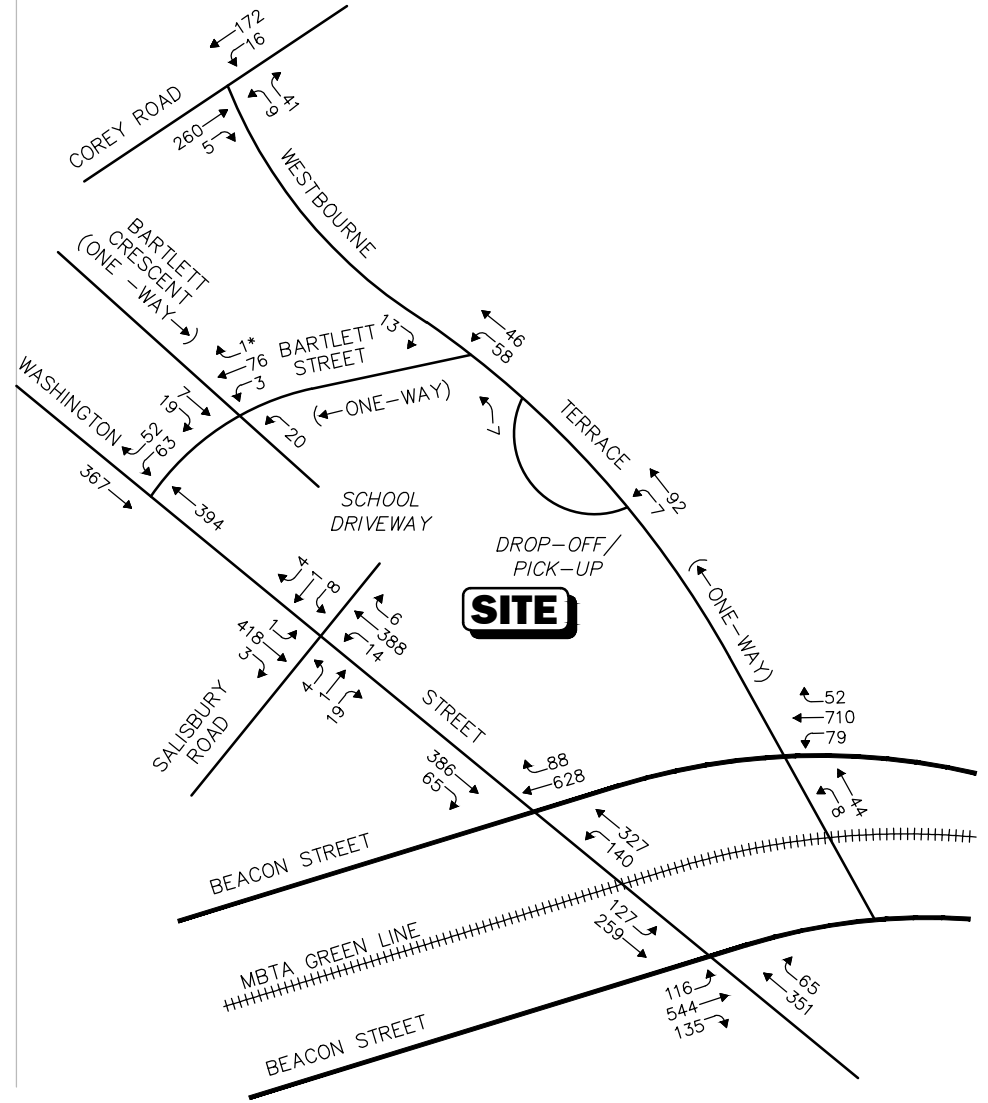 172
16
COREY ROAD
41
9
260
5
WESTBOURNE
BARTLETT
CRESCENT
(ONE-WAY→)
13
46
58
1*
76
3
BARTLETT
STREET
(←ONE-WAY)
WASHINGTON
7
19
52
63
20
7
TERRACE
367
394
92
7
SCHOOL
DRIVEWAY
DROP-OFF/
PICK-UP
SITE
(←ONE-WAY)
4
1
8
6
388
14
1
418
3
4
1
19
SALISBURY
ROAD
STREET
52
710
79
386
65
88
628
44
8
327
140
BEACON STREET
127
259
MBTA GREEN LINE
116
544
135
65
351
BEACON STREET